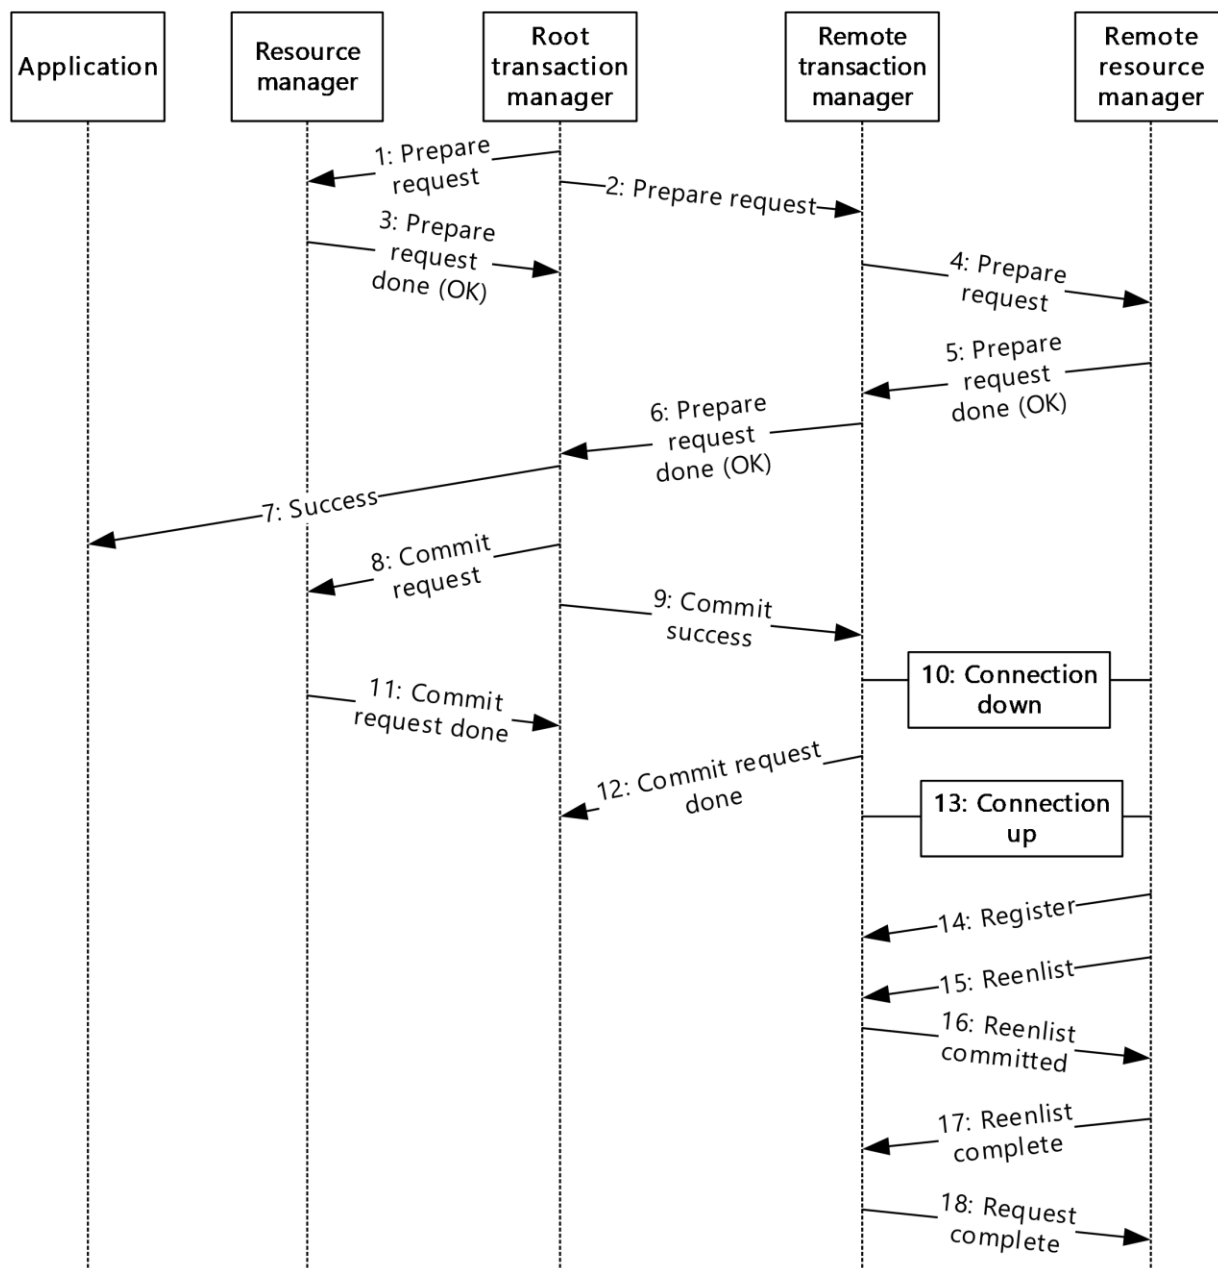 Application
Resource
manager
Root
transaction
manager
Remote
transaction
manager
Remote
resource
manager
1: Prepare
request
2: Prepare request
3: Prepare
request
done (OK)
4: Prepare
request
5: Prepare
request
done (OK)
6: Prepare
request
done (OK)
7: Success
8: Commit
request
9: Commit
success
10: Connection
down
11: Commit
request done
12: Commit request
done
13: Connection
up
14: Register
15: Reenlist
16: Reenlist
committed
17: Reenlist
complete
18: Request
complete